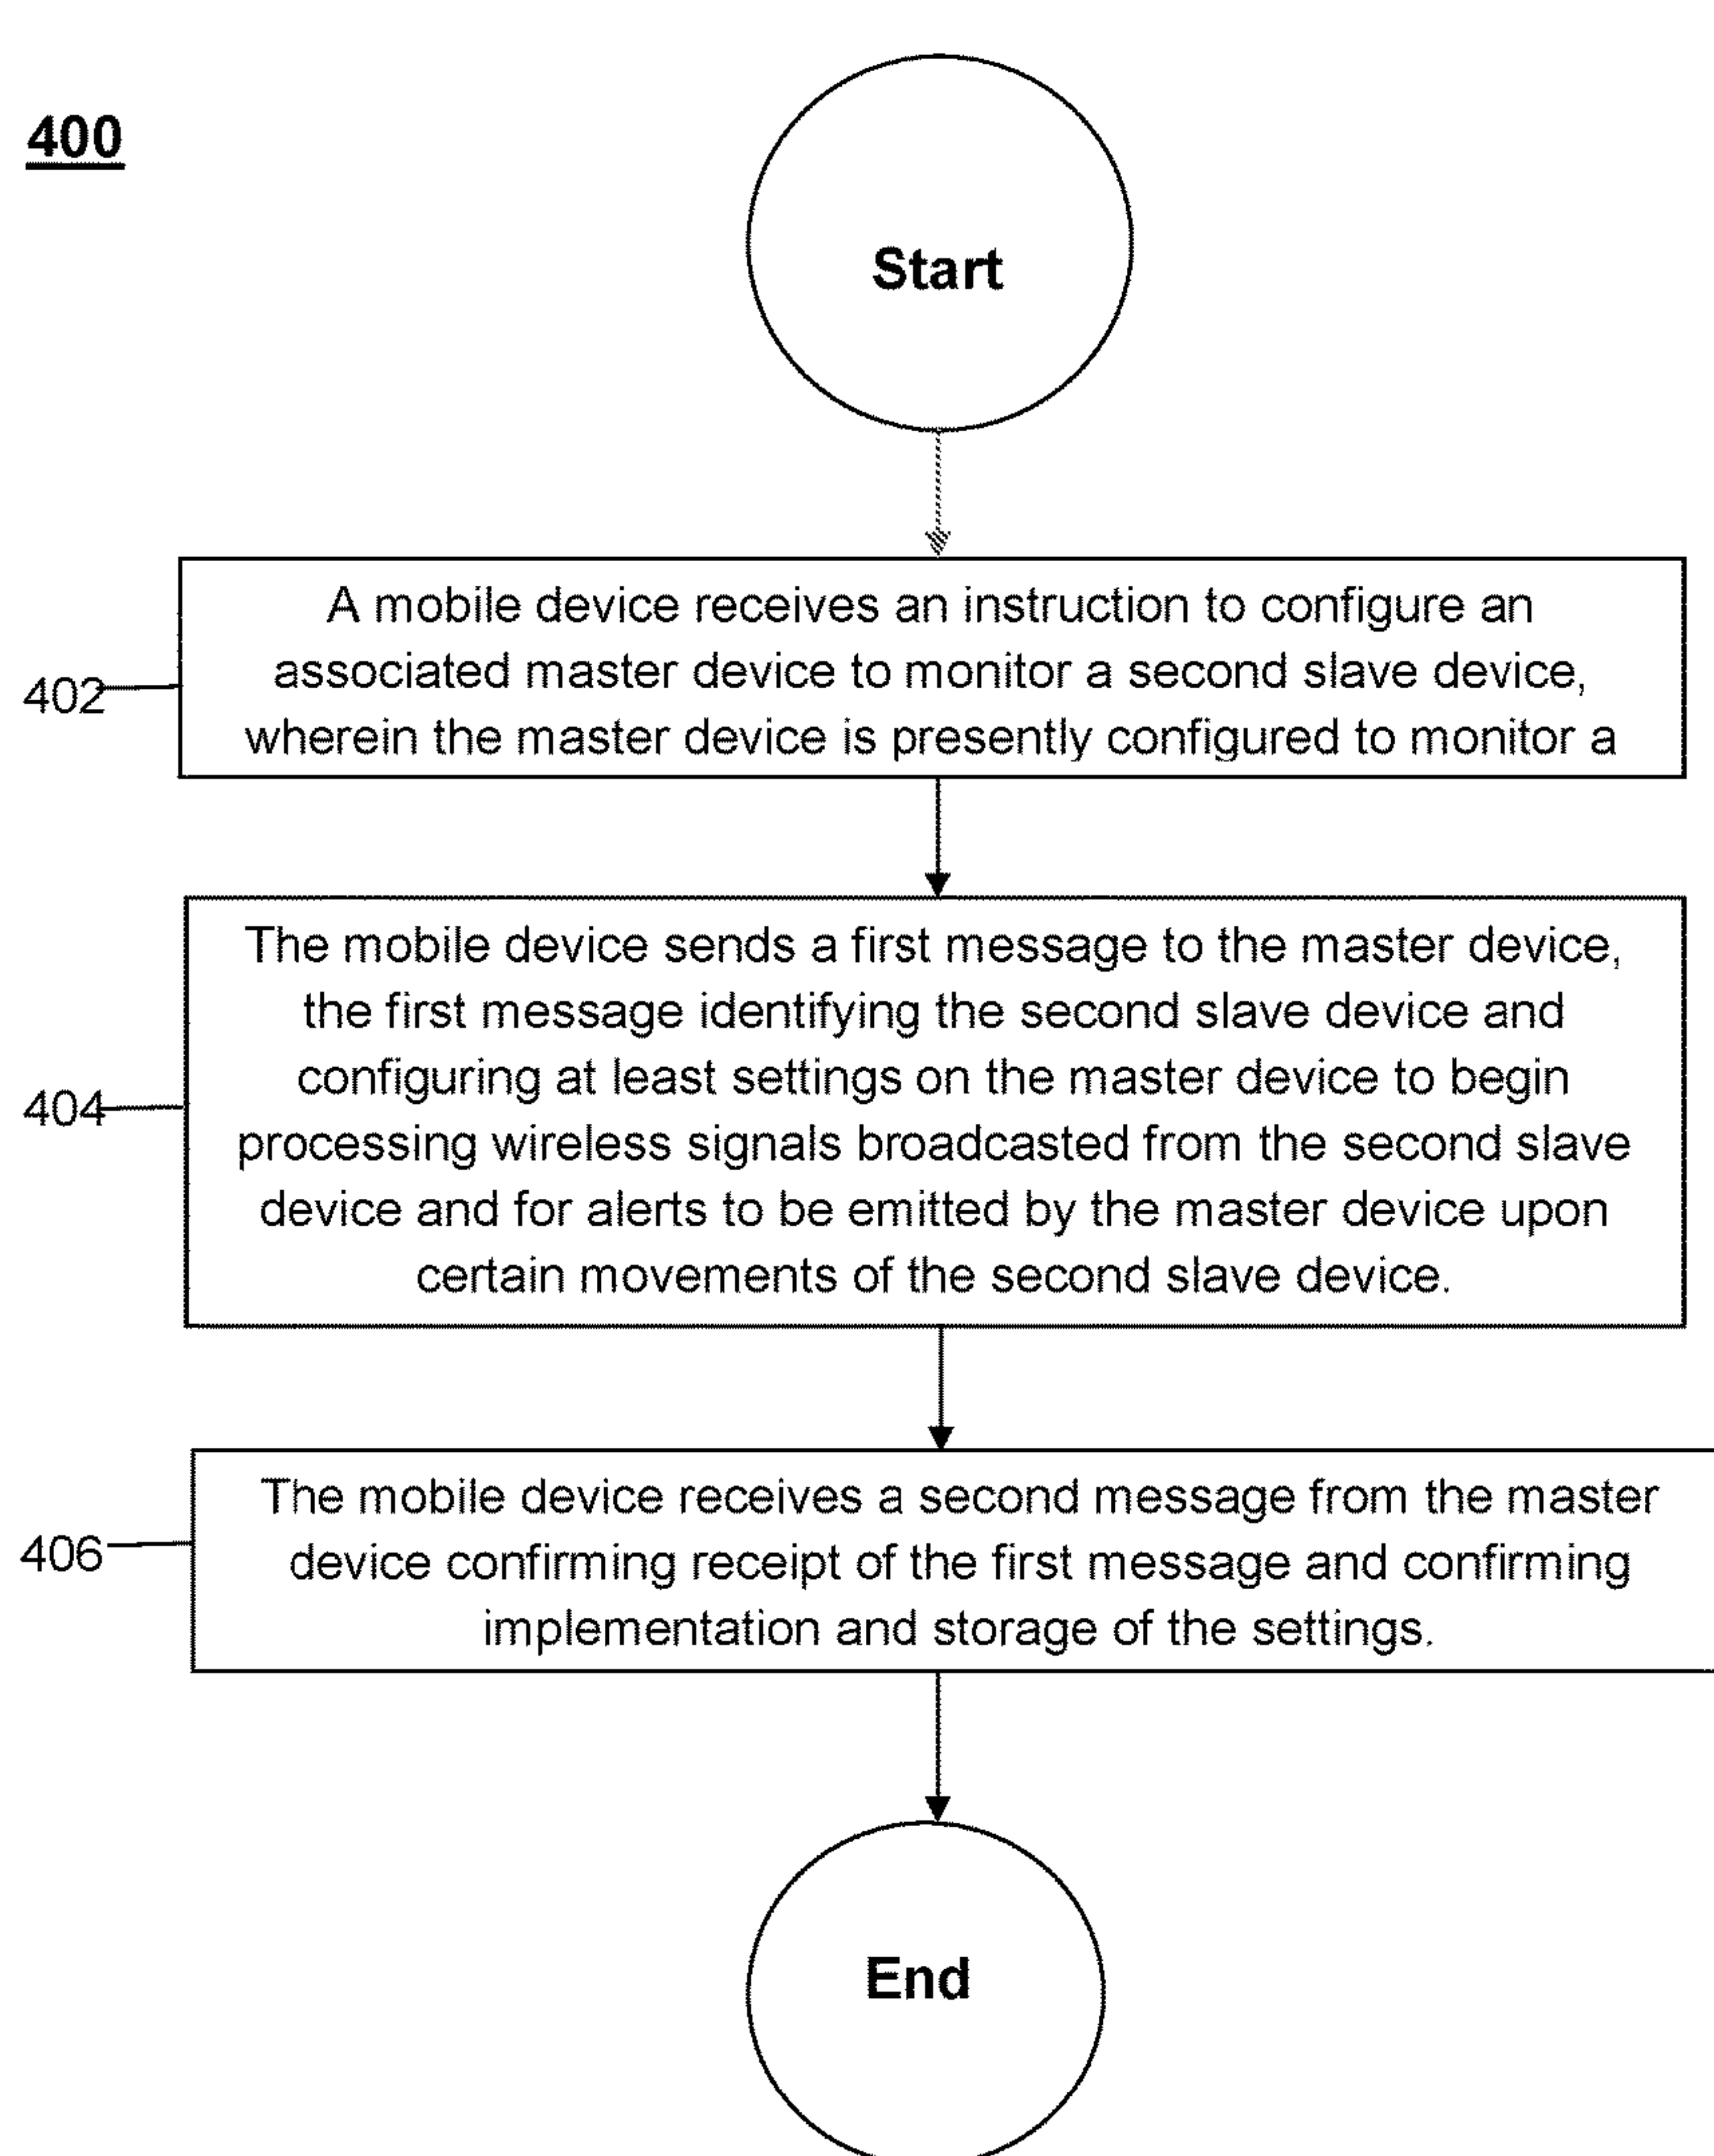 400
Start
402
A mobile device receives an instruction to configure an
associated master device to monitor a second slave device,
wherein the master device is presently configured to monitor a
404
The mobile device sends a first message to the master device,
the first message identifying the second slave device and
configuring at least settings on the master device to begin
processing wireless signals broadcasted from the second slave
device and for alerts to be emitted by the master device upon
certain movements of the second slave device.
406
The mobile device receives a second message from the master
device confirming receipt of the first message and confirming
implementation and storage of the settings.
End